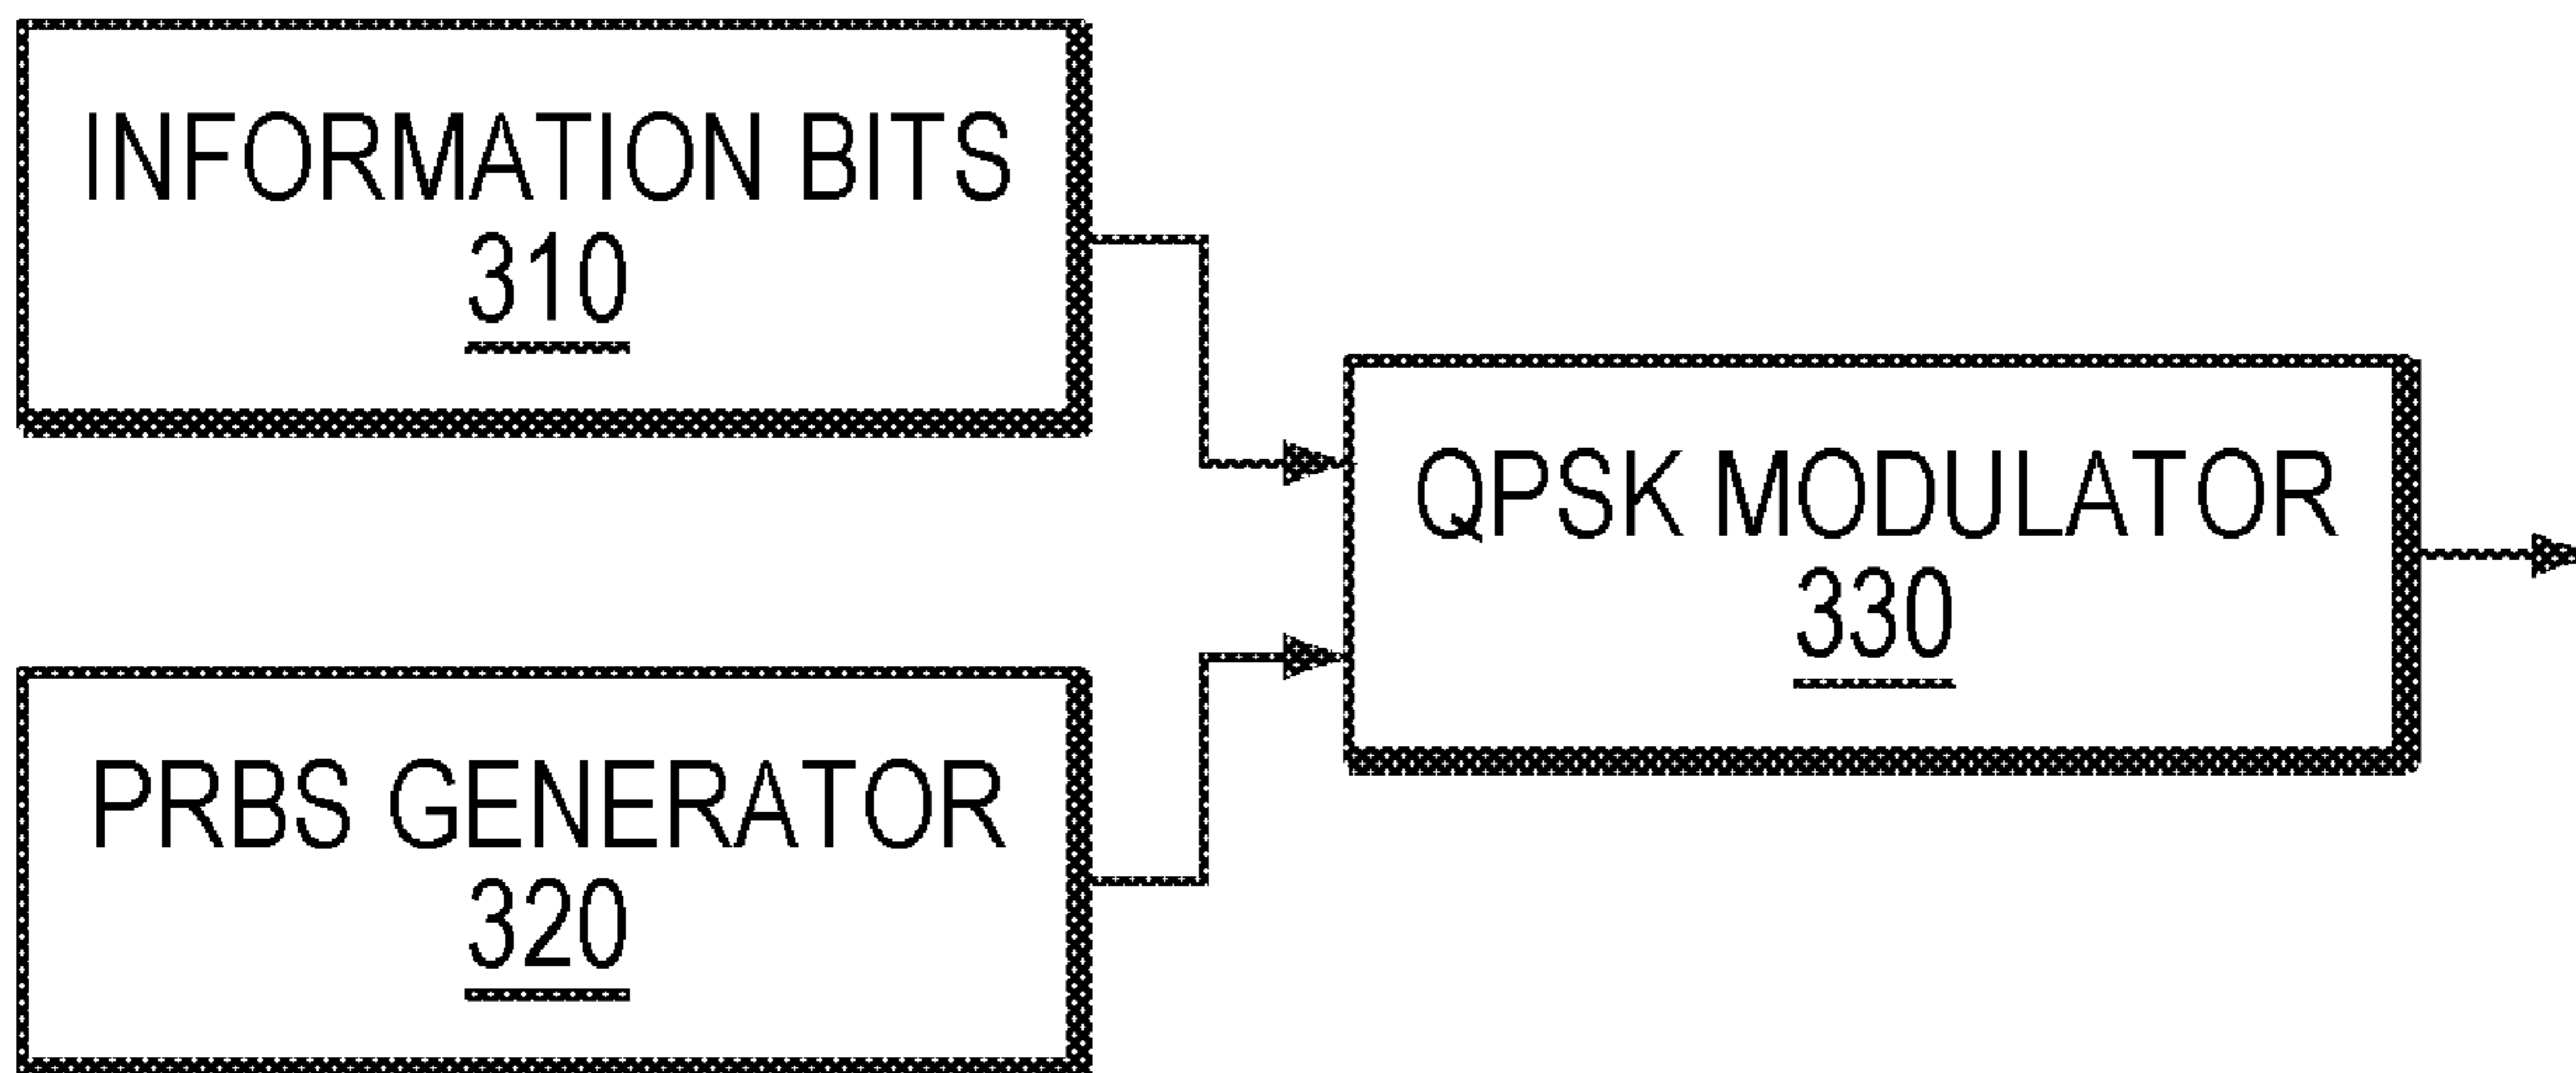 INFORMATION BITS
310
QPSK MODULATOR
330
PRBS GENERATOR
320